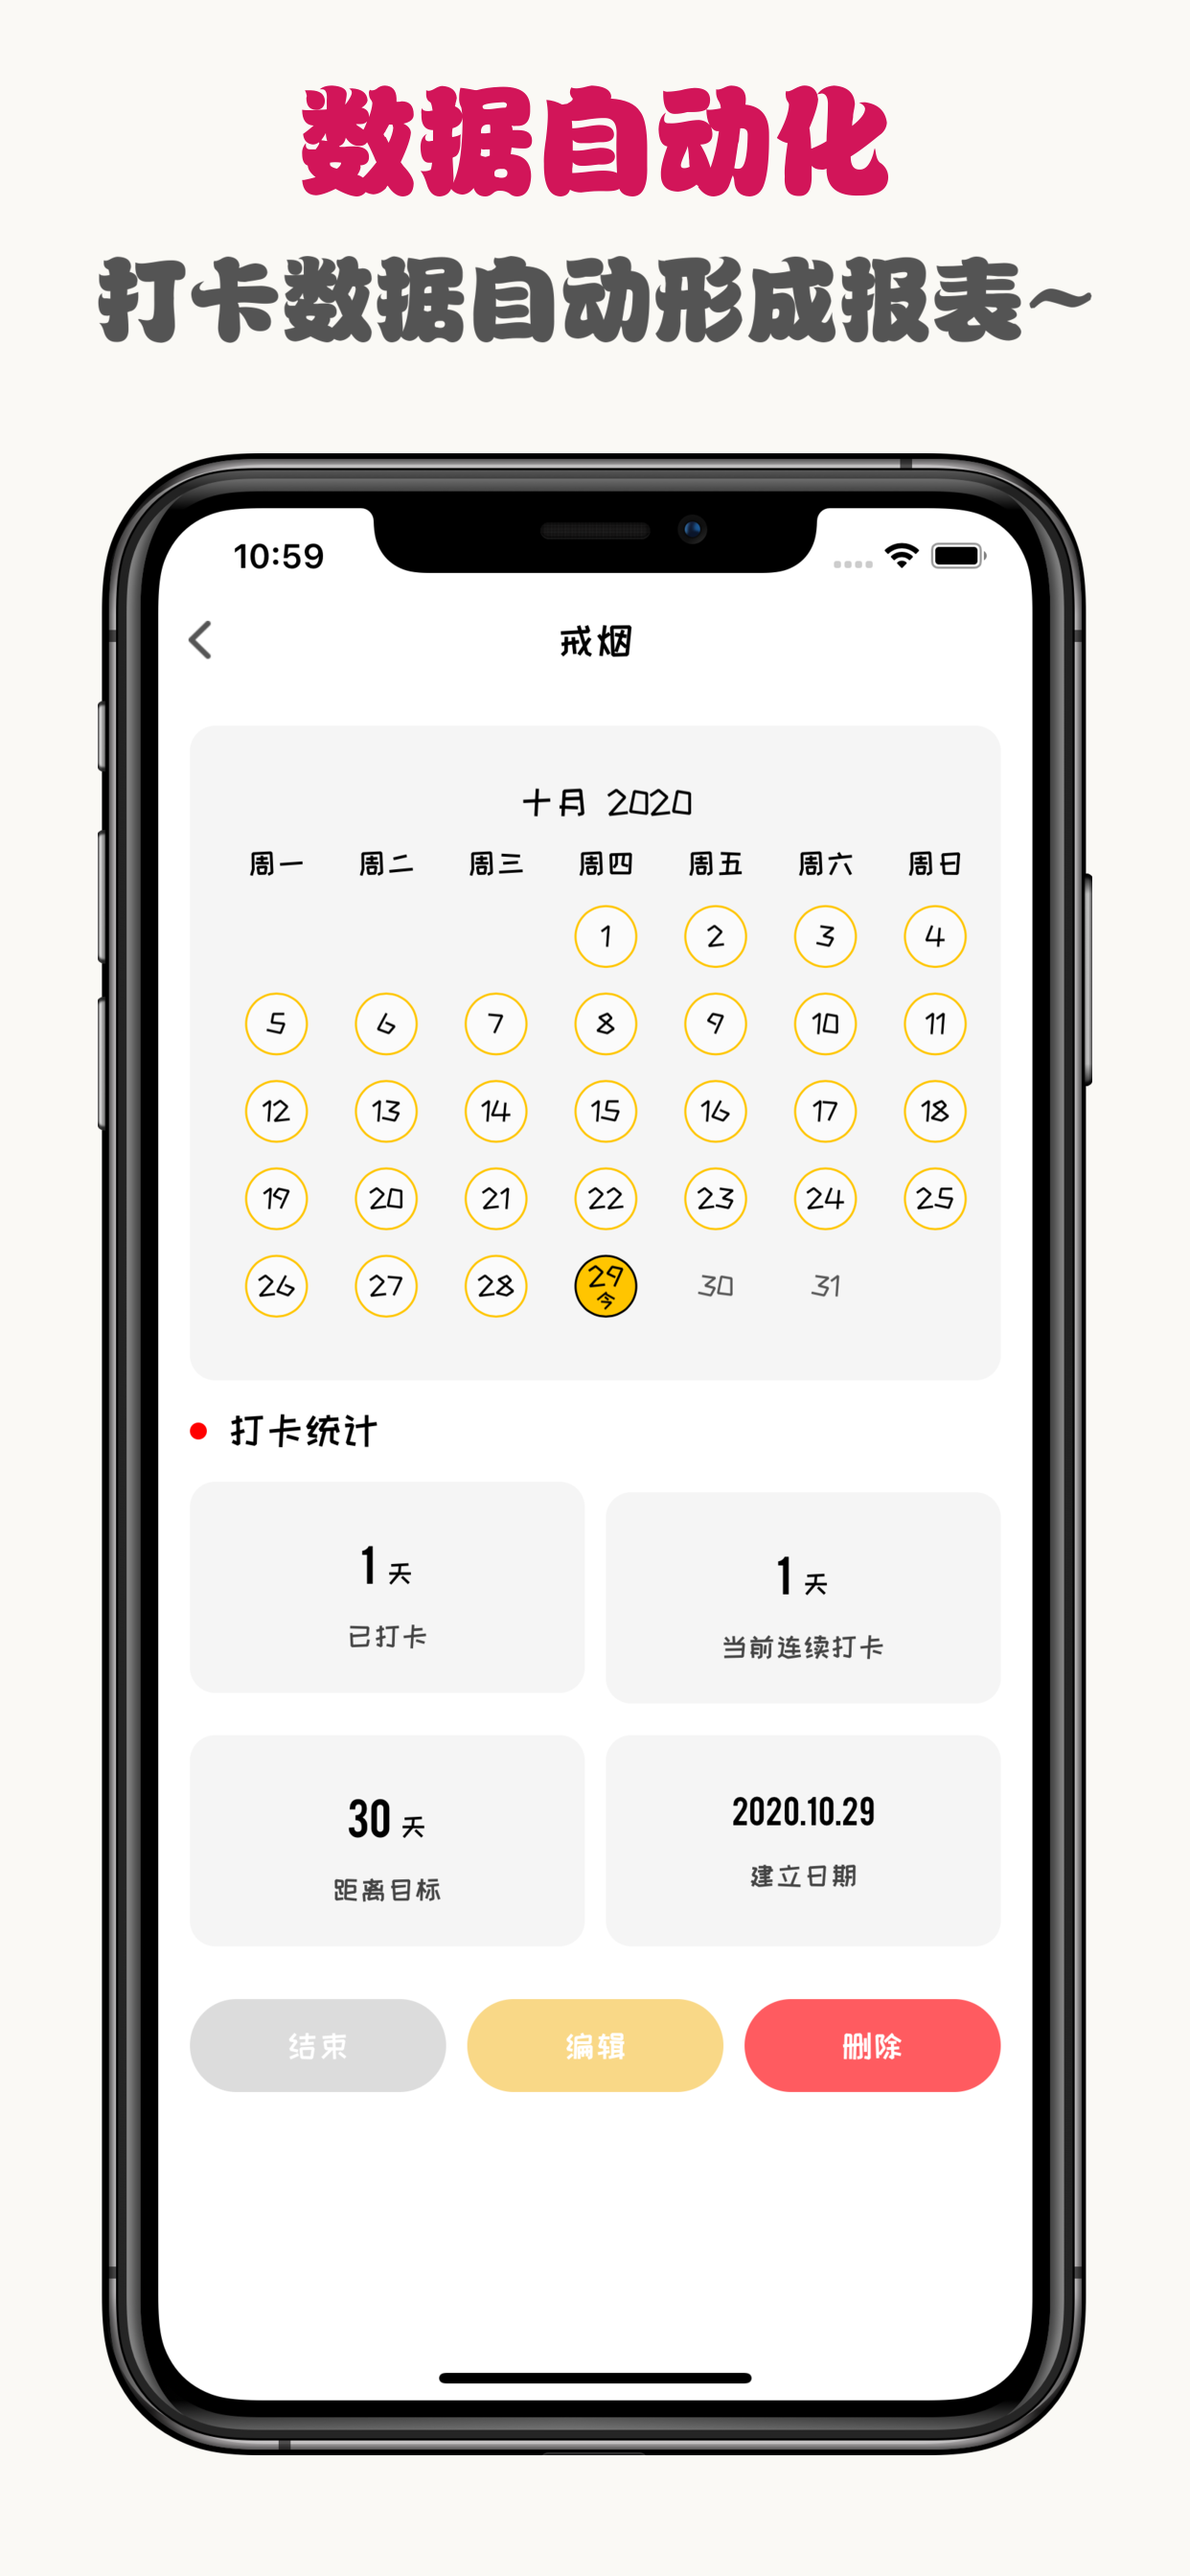 数据自动化
打卡数据自动形成报表~
10:59
戒烟
十月 2020
周一 周二 周三 周四 周五 周六 周日
1 2 3 4
5 6 7 8 9 10 11
12 13 14 15 16 17 18
19 20 21 22 23 24 25
26 27 28 29 30 31
今
打卡统计
1 天 1 天
已打卡 当前连续打卡
30 天 2020.10.29
距离目标 建立日期
结束 编辑 删除